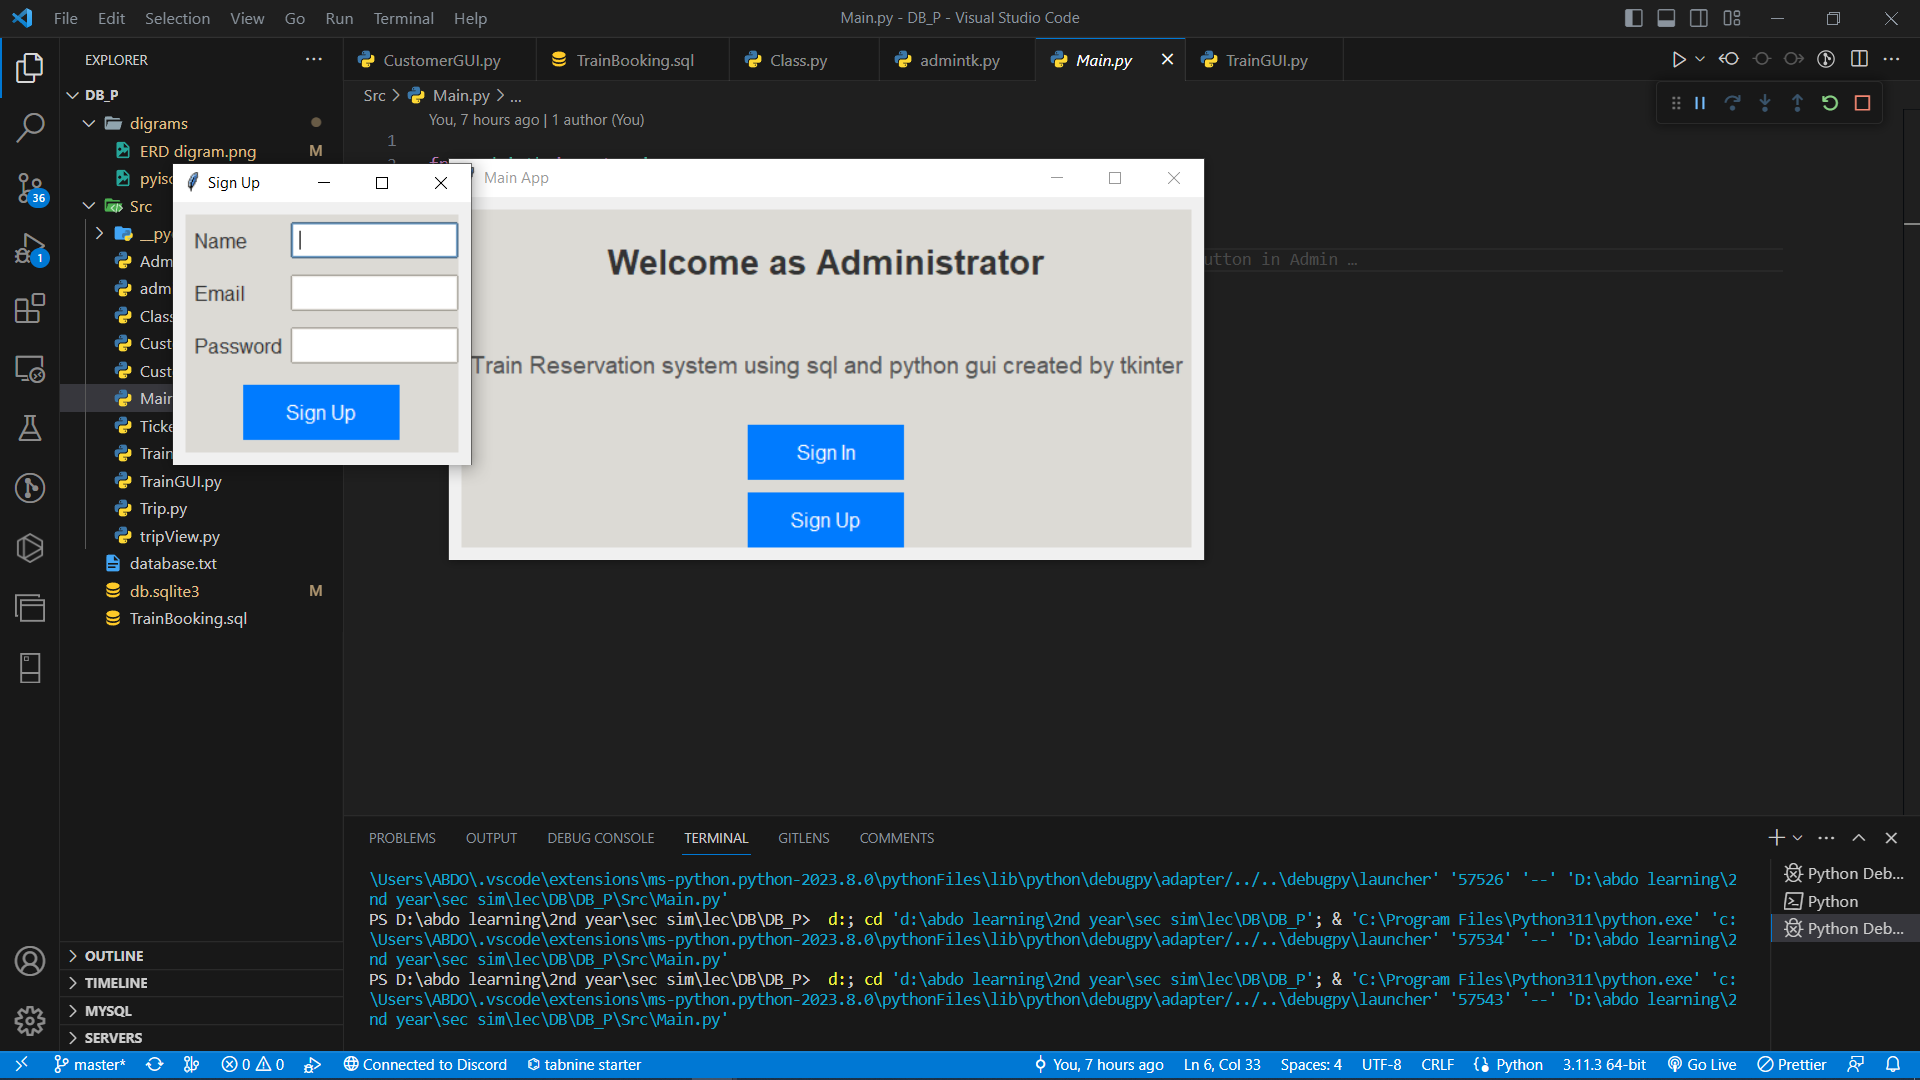 File Edit Selection View Go Run Terminal Help
Main.py - DB_P - Visual Studio Code
EXPLORER
DB_P
digrams
ERD digram.png M
Src
TrainGUI.py
Trip.py
tripView.py
database.txt
db.sqlite3 M
TrainBooking.sql
OUTLINE
TIMELINE
MYSQL
SERVERS
36
1
CustomerGUI.py TrainBooking.sql Class.py admintk.py Main.py TrainGUI.py
Src > Main.py > ...
You, 7 hours ago | 1 author (You)
1
Sign Up
Name
Email
Password
Sign Up
Main App
Welcome as Administrator
Train Reservation system using sql and python gui created by tkinter
Sign In
Sign Up
in Admin …
PROBLEMS OUTPUT DEBUG CONSOLE TERMINAL GITLENS COMMENTS
\Users\ABDO\.vscode\extensions\ms-python.python-2023.8.0\pythonFiles\lib\python\debugpy\adapter/../..\debugpy\launcher' '57526' '--' 'D:\abdo learning\2
nd year\sec sim\lec\DB\DB_P\Src\Main.py'
PS D:\abdo learning\2nd year\sec sim\lec\DB\DB_P> d:; cd 'd:\abdo learning\2nd year\sec sim\lec\DB\DB_P'; & 'C:\Program Files\Python311\python.exe' 'c:
\Users\ABDO\.vscode\extensions\ms-python.python-2023.8.0\pythonFiles\lib\python\debugpy\adapter/../..\debugpy\launcher' '57534' '--' 'D:\abdo learning\2
nd year\sec sim\lec\DB\DB_P\Src\Main.py'
PS D:\abdo learning\2nd year\sec sim\lec\DB\DB_P> d:; cd 'd:\abdo learning\2nd year\sec sim\lec\DB\DB_P'; & 'C:\Program Files\Python311\python.exe' 'c:
\Users\ABDO\.vscode\extensions\ms-python.python-2023.8.0\pythonFiles\lib\python\debugpy\adapter/../..\debugpy\launcher' '57543' '--' 'D:\abdo learning\2
nd year\sec sim\lec\DB\DB_P\Src\Main.py'
Python Deb...
Python
Python Deb...
master* 0 0 Connected to Discord tabnine starter You, 7 hours ago Ln 6, Col 33 Spaces: 4 UTF-8 CRLF Python 3.11.3 64-bit Go Live Prettier